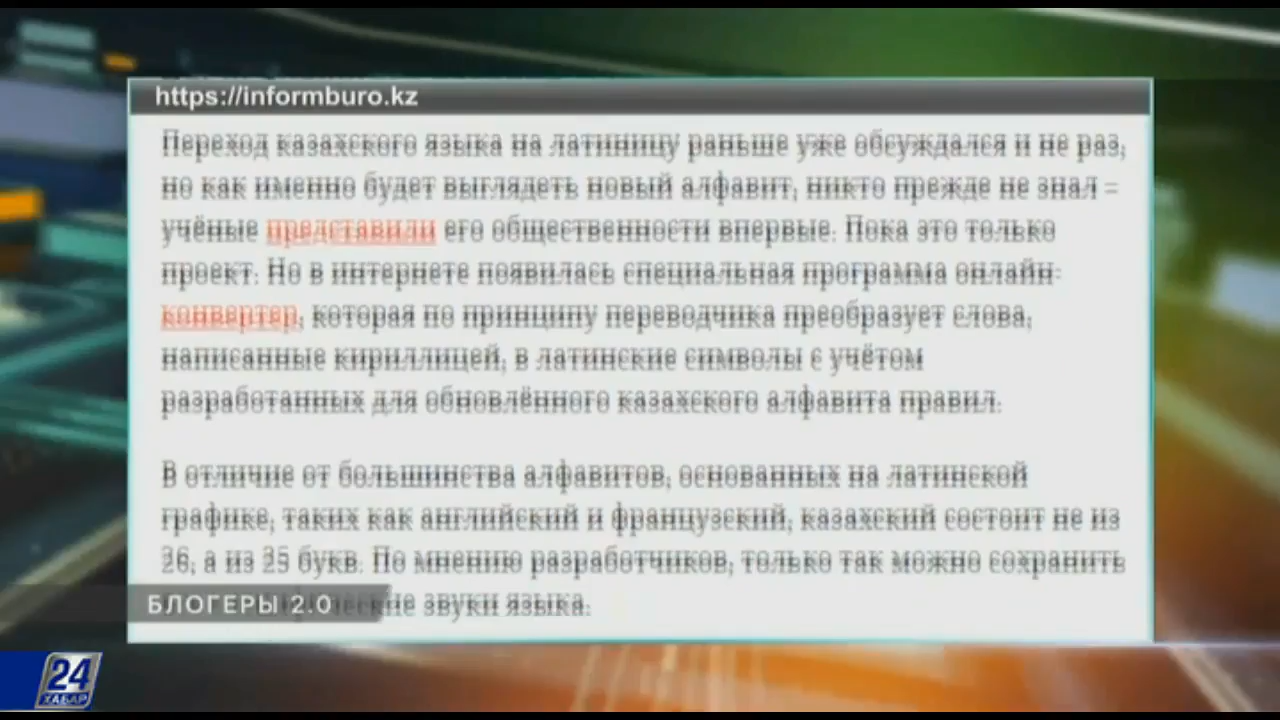 https://informburo.kz
Переход казахского языка на латиницу раньше уже обсуждался и не раз,
но как именно будет выглядеть новый алфавит, никто прежде не знал –
учёные представили его общественности впервые. Пока это только
проект. Но в интернете появилась специальная программа онлайн-
конвертер, которая по принципу переводчика преобразует слова,
написанные кириллицей, в латинские символы с учётом
разработанных для обновлённого казахского алфавита правил.
В отличие от большинства алфавитов, основанных на латинской
графике, таких как английский и французский, казахский состоит не из
26, а из 25 букв. По мнению разработчиков, только так можно сохранить
звуки языка.
БЛОГЕРЫ 2.0
24
ХАБАР